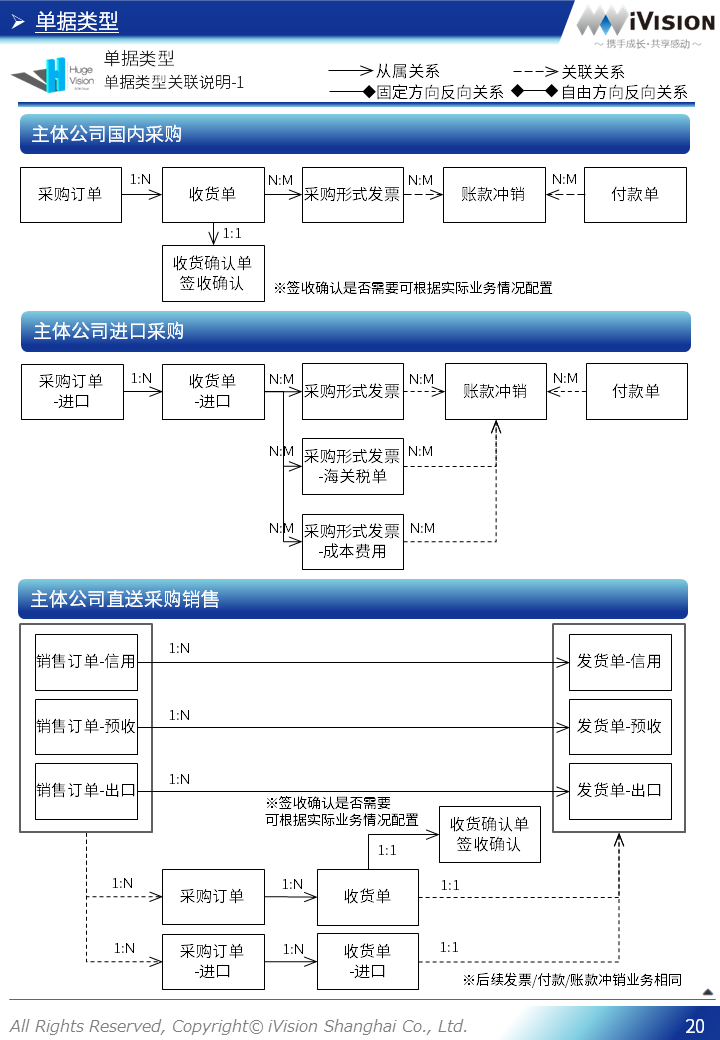 单据类型
iVISION
～ 携手成长·共享感动 ～
Huge
Vision
单据类型
单据类型关联说明-1
从属关系
关联关系
固定方向反向关系
自由方向反向关系
主体公司国内采购
采购订单
1:N
收货单
N:M
采购形式发票
N:M
账款冲销
N:M
付款单
1:1
收货确认单
签收确认
※签收确认是否需要可根据实际业务情况配置
主体公司进口采购
采购订单
-进口
1:N
收货单
-进口
N:M
采购形式发票
N:M
账款冲销
N:M
付款单
N:M
采购形式发票
-海关税单
N:M
N:M
采购形式发票
-成本费用
N:M
主体公司直送采购销售
销售订单-信用
1:N
发货单-信用
销售订单-预收
1:N
发货单-预收
销售订单-出口
1:N
发货单-出口
※签收确认是否需要
可根据实际业务情况配置
收货确认单
签收确认
1:1
1:N
采购订单
1:N
收货单
1:1
1:N
采购订单
-进口
1:N
收货单
-进口
1:1
※后续发票/付款/账款冲销业务相同
All Rights Reserved, Copyright© iVision Shanghai Co., Ltd.
20